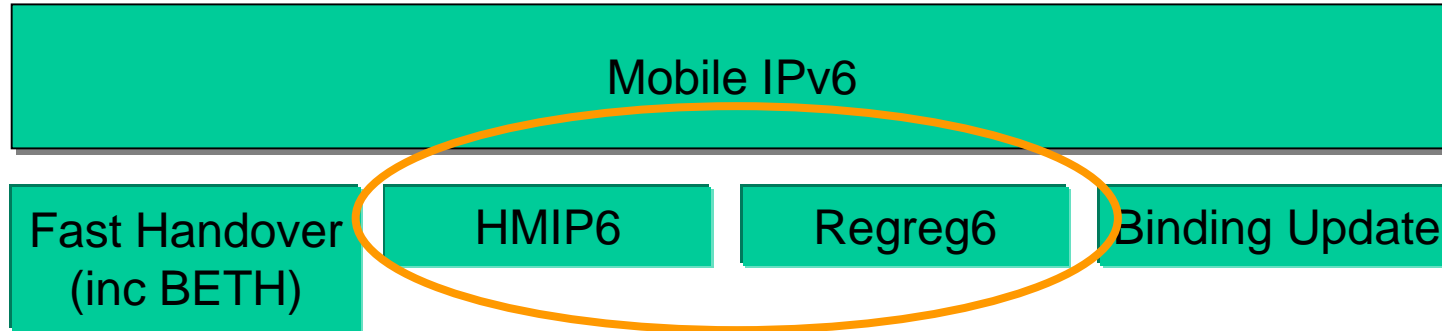 Mobile IPv6
Fast Handover
(inc BETH)
HMIP6
Regreg6
Binding Update